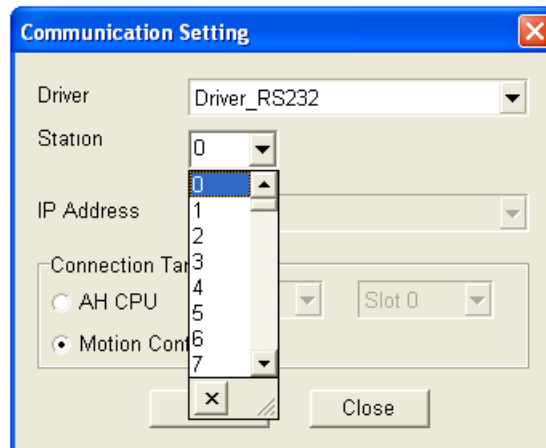 Communication Setting
Driver Driver_RS232
Station 0
0
1
IP Address
2
3
Connection Ta
4
AH CPU Slot 0
5
6
Motion Con
7
Close